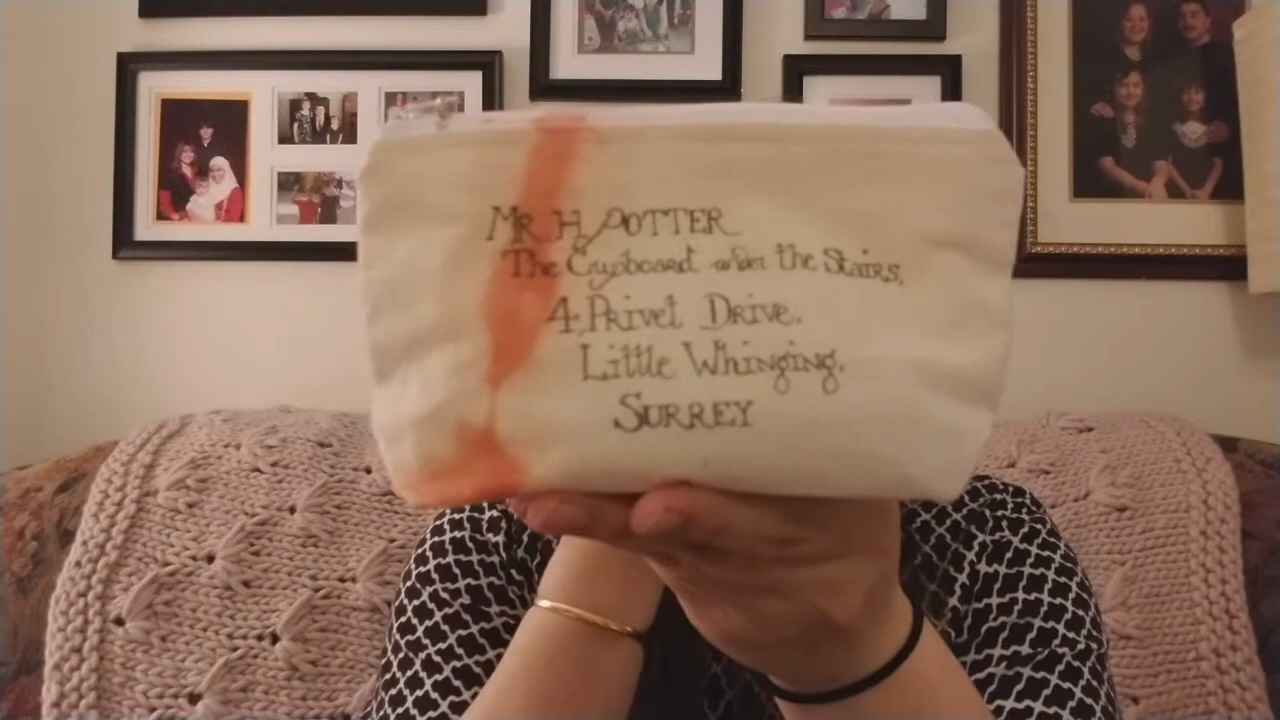 MR H POTTER
The Cupboard under the Stairs,
4, Privet Drive.
Little Whinging.
SURREY